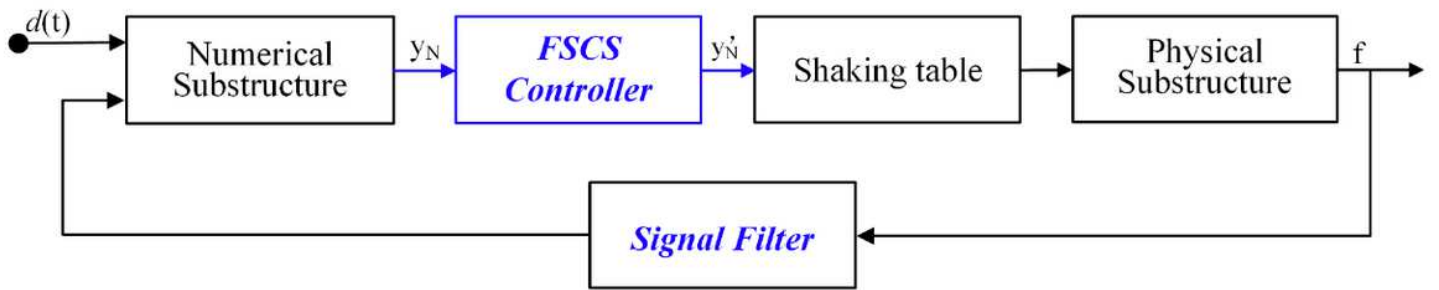 d(t)
Numerical
Substructure
yN
FSCS
Controller
y'N
Shaking table
Physical
Substructure
f
Signal Filter